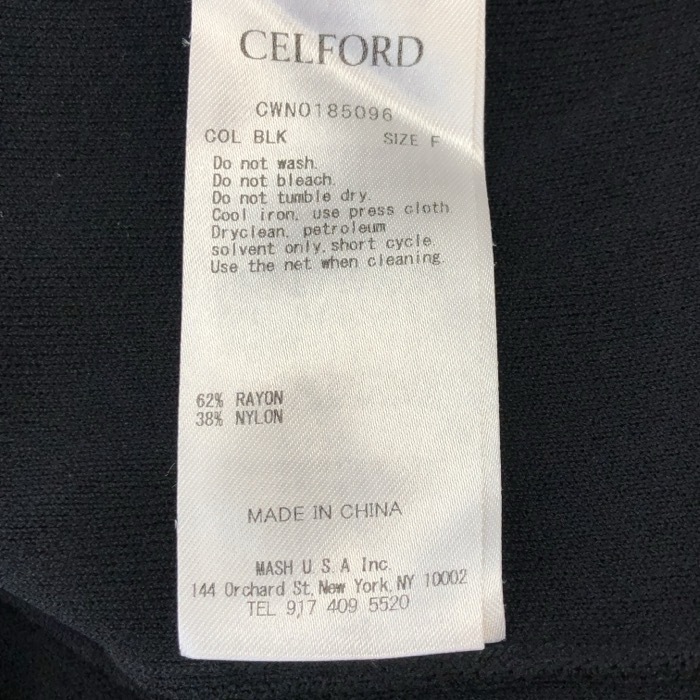 CELFORD
CWNO185096
COL BLK SIZE F
Do not wash.
Do not bleach.
Do not tumble dry.
Cool iron, use press cloth
Dryclean, petroleum
solvent only, short cycle
Use the net when cleaning.
62% RAYON
38% NYLON
MADE IN CHINA
MASH U.S.A Inc.
144 Orchard St, New York, NY 10002
TEL 917 409 5520